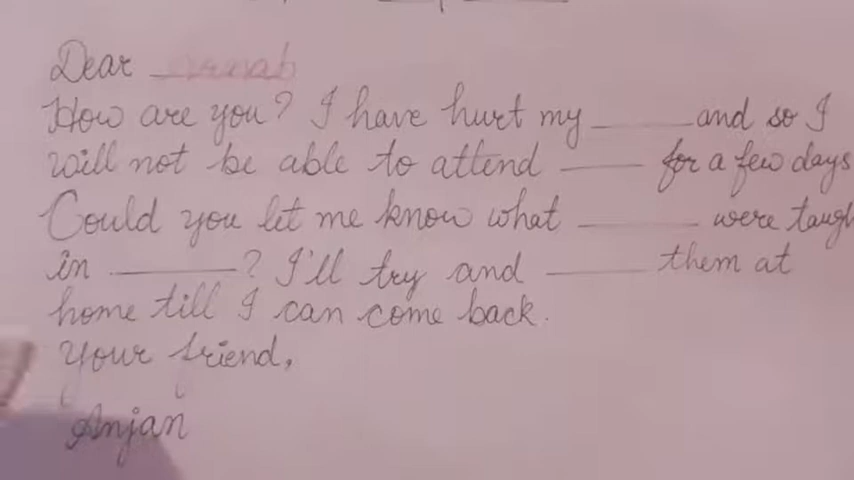 Dear ______
How are you? I have hurt my ______ and so I
will not be able to attend ______ for a few days
Could you let me know what ______ were taugh
in ______? I'll try and ______ them at
home till I can come back.
Your friend,
Anjan